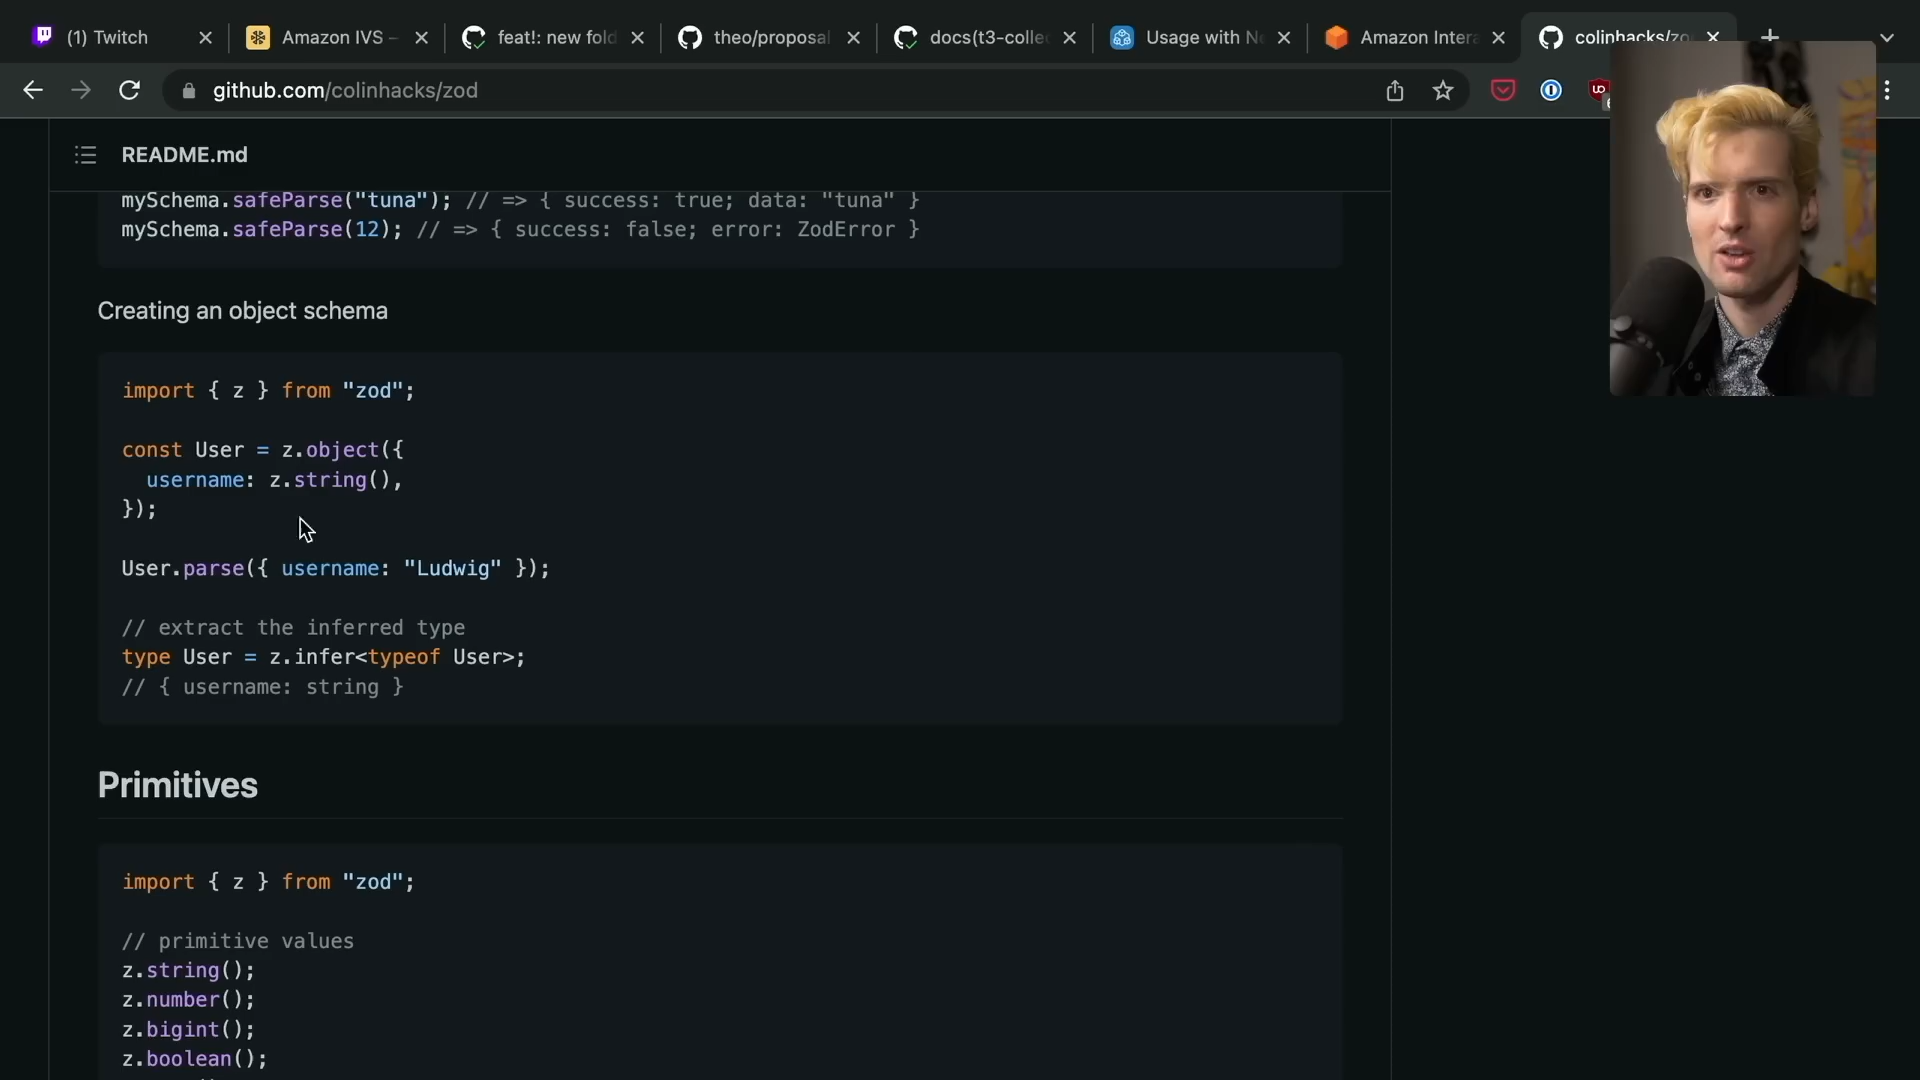 (1) Twitch
Amazon IVS -
feat!: new fold
theo/proposal
docs(t3-colle
Usage with Ne
Amazon Intera
colinhacks/zo
github.com/colinhacks/zod
README.md
mySchema.safeParse("tuna"); // => { success: true; data: "tuna" }
mySchema.safeParse(12); // => { success: false; error: ZodError }
Creating an object schema
import { z } from "zod";
const User = z.object({
username: z.string(),
});
User.parse({ username: "Ludwig" });
// extract the inferred type
type User = z.infer<typeof User>;
// { username: string }
Primitives
import { z } from "zod";
// primitive values
z.string();
z.number();
z.bigint();
z.boolean();